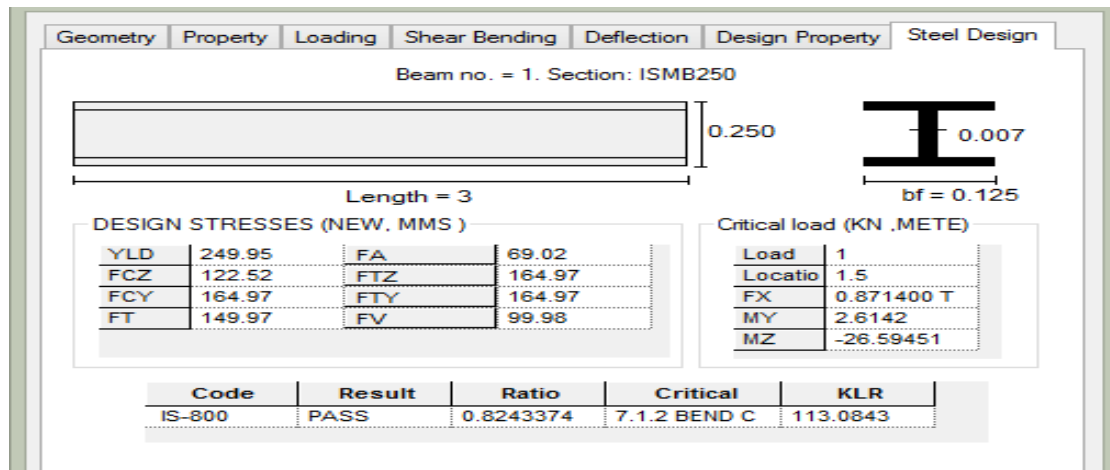 Geometry Property Loading Shear Bending Deflection Design Property Steel Design
Beam no. = 1. Section: ISMB250
0.250
0.007
Length = 3
bf = 0.125
DESIGN STRESSES (NEW, MMS ) Critical load (KN ,METE)
YLD 249.95 FA 69.02 Load 1
FCZ 122.52 FTZ 164.97 Locatio 1.5
FCY 164.97 FTY 164.97 FX 0.871400 T
FT 149.97 FV 99.98 MY 2.6142
MZ -26.59451
Code Result Ratio Critical KLR
IS-800 PASS 0.8243374 7.1.2 BEND C 113.0843